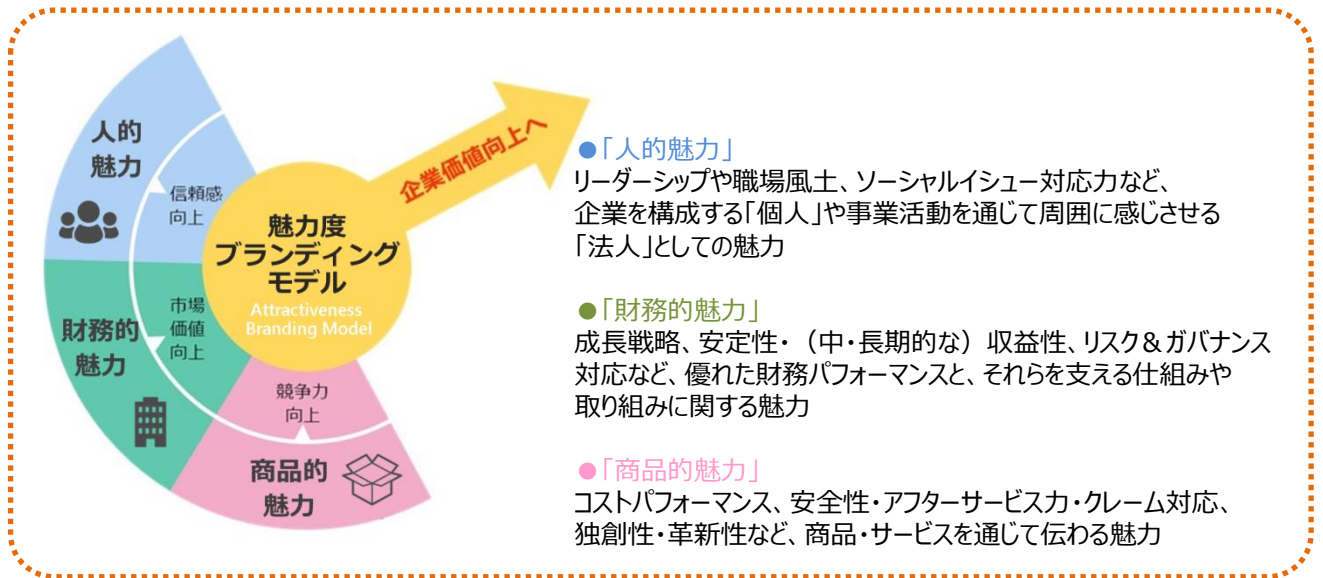 人的
魅力
信頼感
向上
財務的
魅力
市場
価値
向上
商品的
魅力
競争力
向上
魅力度
ブランディング
モデル
Attractiveness
Branding Model
企業価値向上へ
●「人的魅力」
リーダーシップや職場風土、ソーシャルイシュー対応力など、
企業を構成する「個人」や事業活動を通じて周囲に感じさせる
「法人」としての魅力
●「財務的魅力」
成長戦略、安定性・（中・長期的な）収益性、リスク＆ガバナンス
対応など、優れた財務パフォーマンスと、それらを支える仕組みや
取り組みに関する魅力
●「商品的魅力」
コストパフォーマンス、安全性・アフターサービス力・クレーム対応、
独創性・革新性など、商品・サービスを通じて伝わる魅力